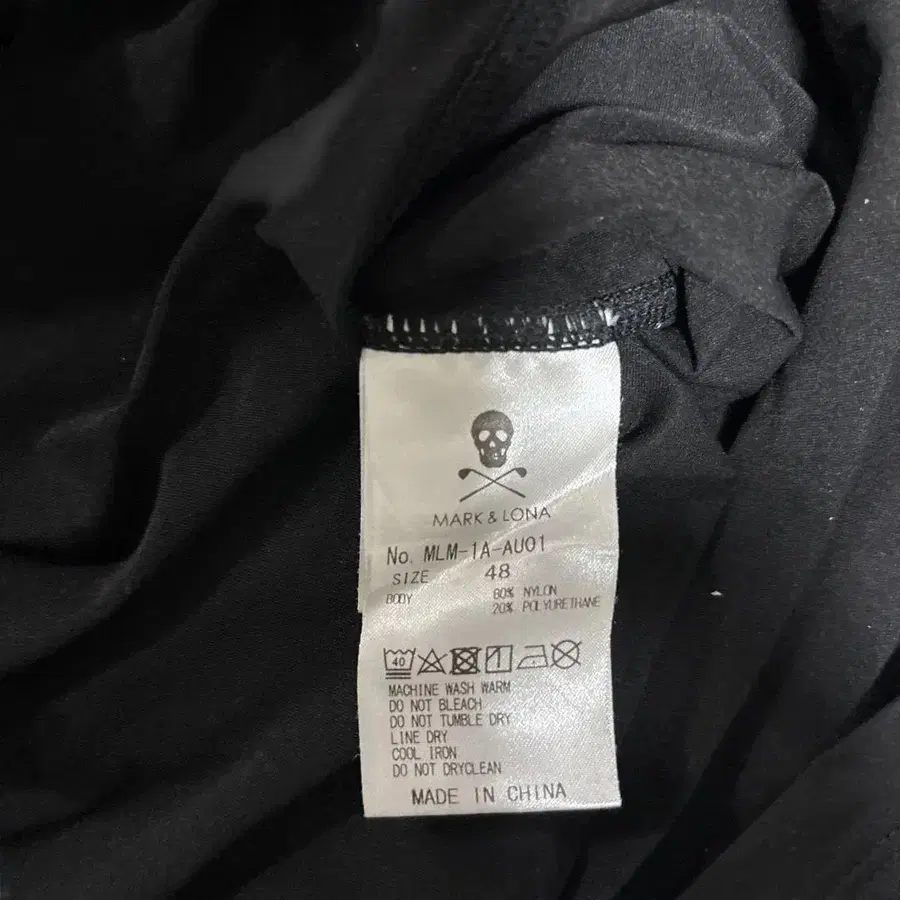 MARK & LONA
No. MLM-1A-AU01
SIZE 48
BODY 80% NYLON
20% POLYURETHANE
40
MACHINE WASH WARM
DO NOT BLEACH
DO NOT TUMBLE DRY
LINE DRY
COOL IRON
DO NOT DRYCLEAN
MADE IN CHINA